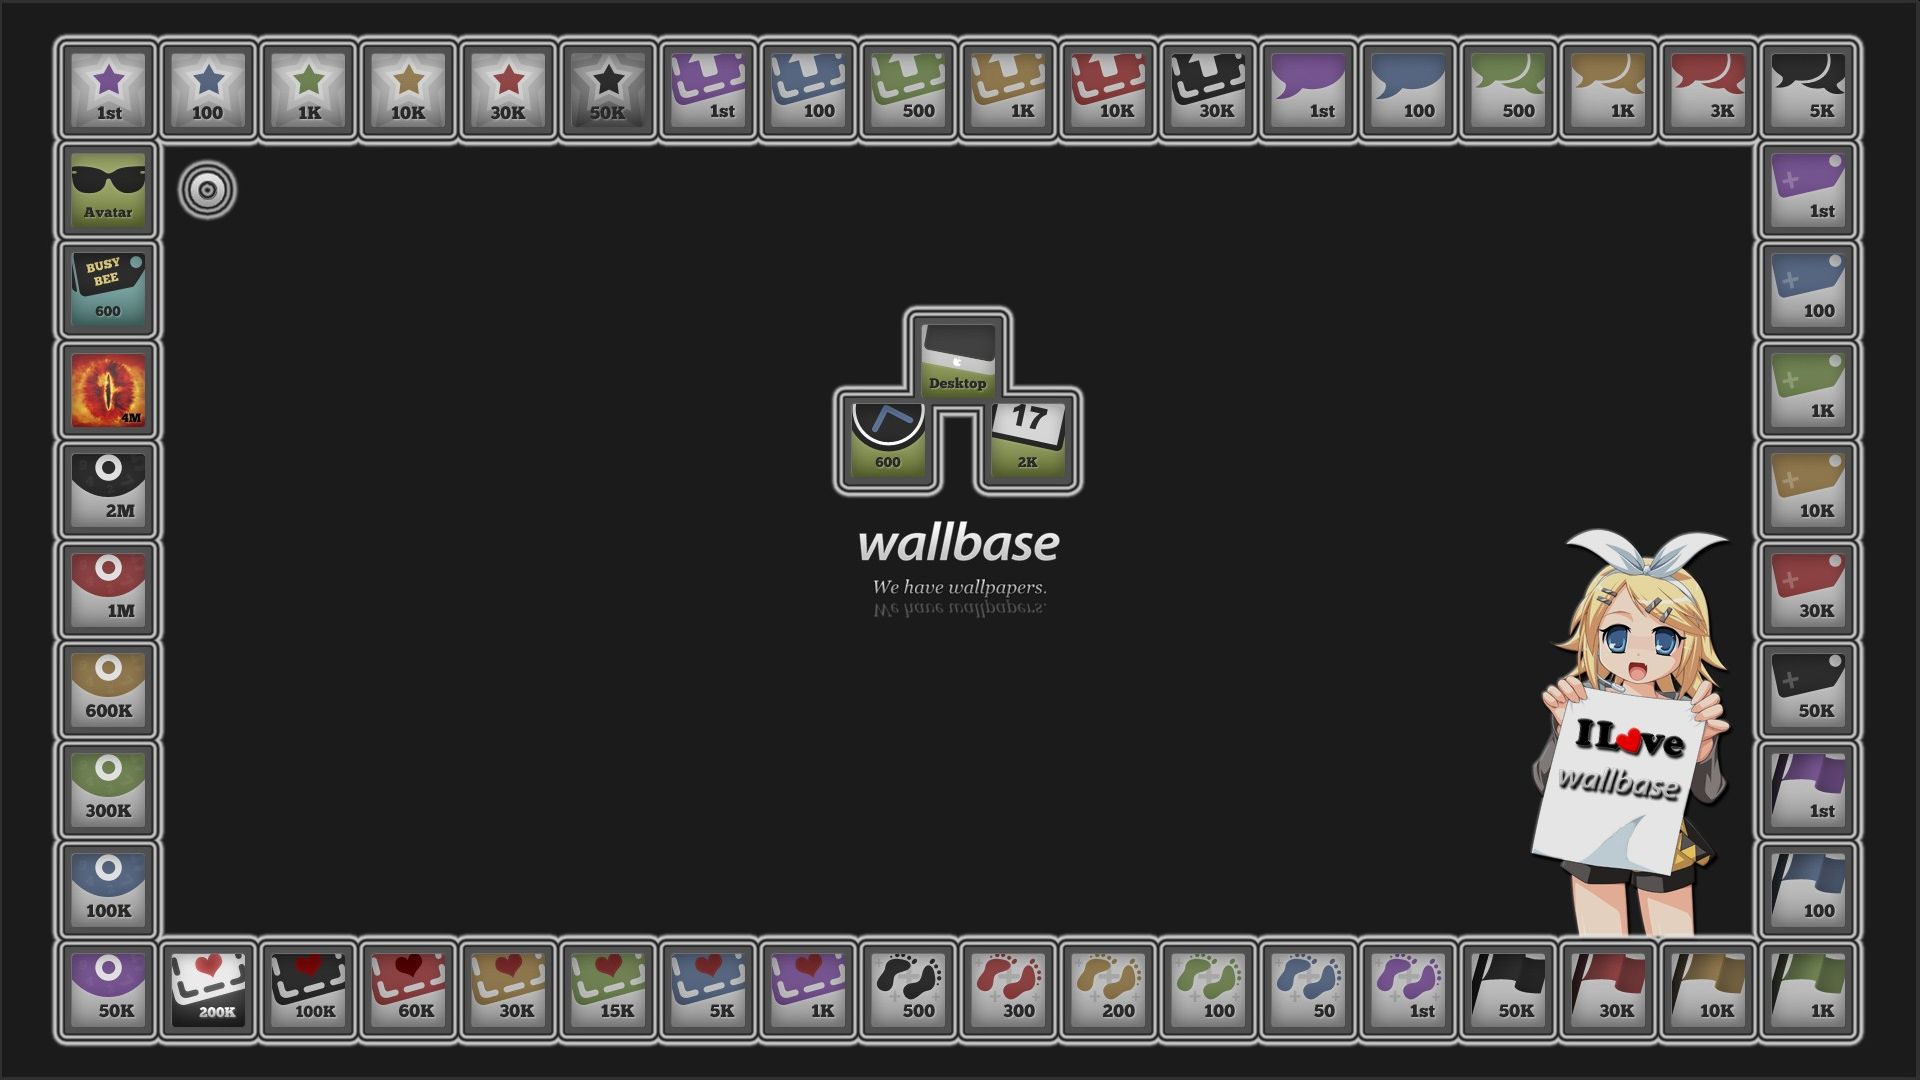 1st 100 1K 10K 30K 50K 1st 100 500 1K 10K 30K 1st 100 500 1K 3K 5K
Avatar
1st
BUSY
BEE
600
100
4M
Desktop
1K
17
600
2K
2M
10K
wallbase
We have wallpapers.
We have wallpapers.
1M
30K
600K
50K
I Love
wallbase
300K
1st
100K
100
50K 200K 100K 60K 30K 15K 5K 1K 500 300 200 100 50 1st 50K 30K 10K 1K